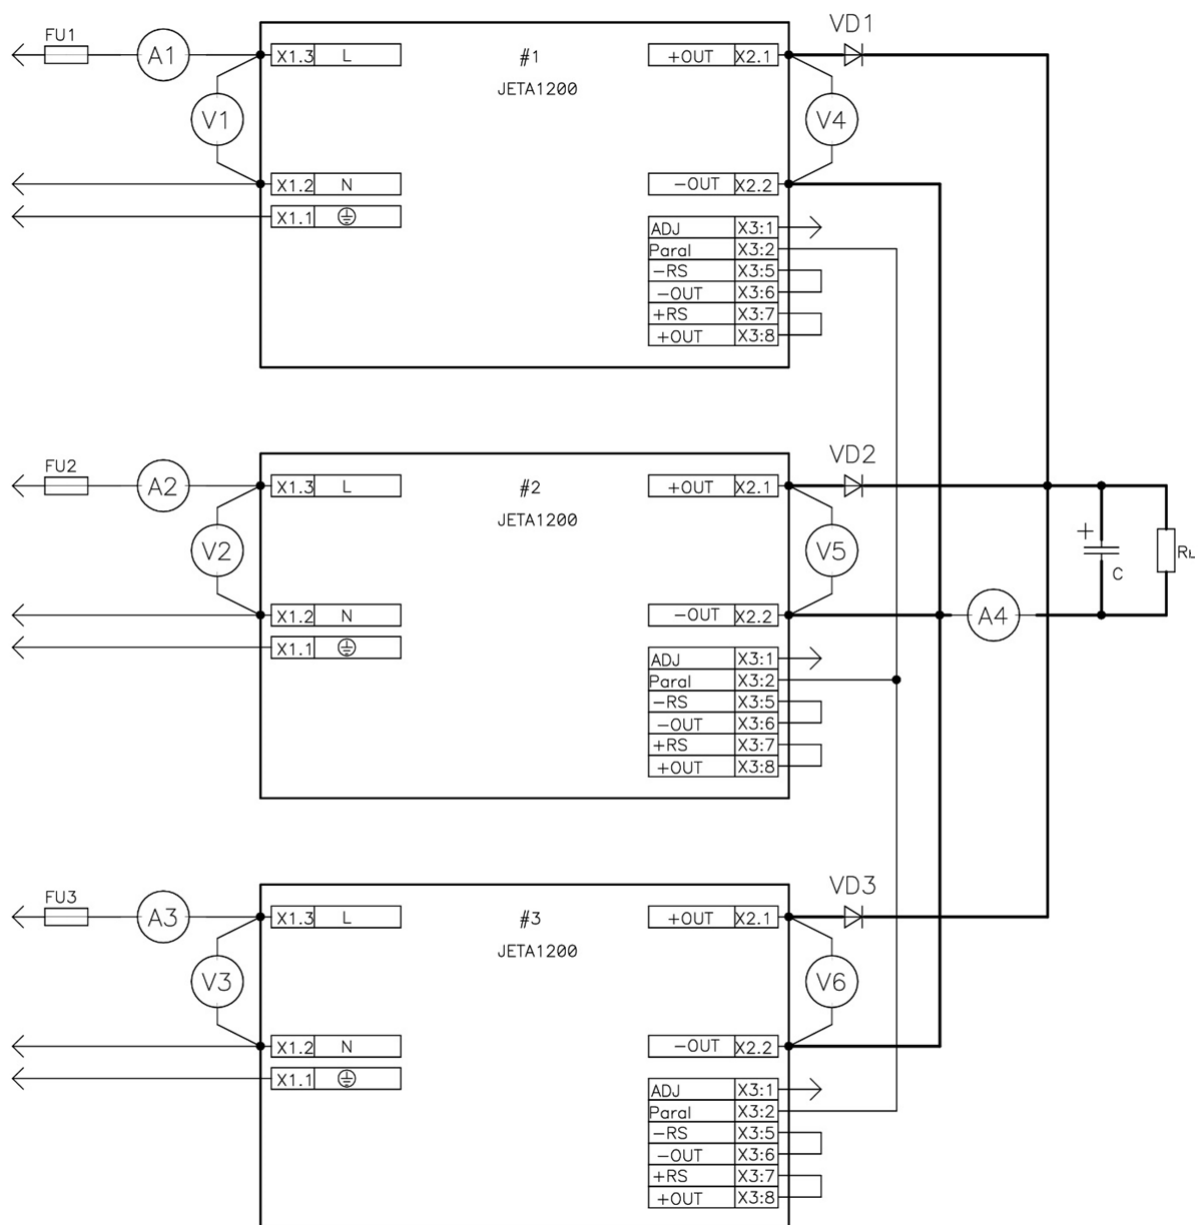 FU1
A1
V1
X1.3 L
X1.2 N
X1.1
#1
JETA1200
+OUT X2.1
-OUT X2.2
ADJ X3:1
Paral X3:2
-RS X3:5
-OUT X3:6
+RS X3:7
+OUT X3:8
V4
VD1
FU2
A2
V2
X1.3 L
X1.2 N
X1.1
#2
JETA1200
+OUT X2.1
-OUT X2.2
ADJ X3:1
Paral X3:2
-RS X3:5
-OUT X3:6
+RS X3:7
+OUT X3:8
V5
VD2
A4
+
C
RL
FU3
A3
V3
X1.3 L
X1.2 N
X1.1
#3
JETA1200
+OUT X2.1
-OUT X2.2
ADJ X3:1
Paral X3:2
-RS X3:5
-OUT X3:6
+RS X3:7
+OUT X3:8
V6
VD3